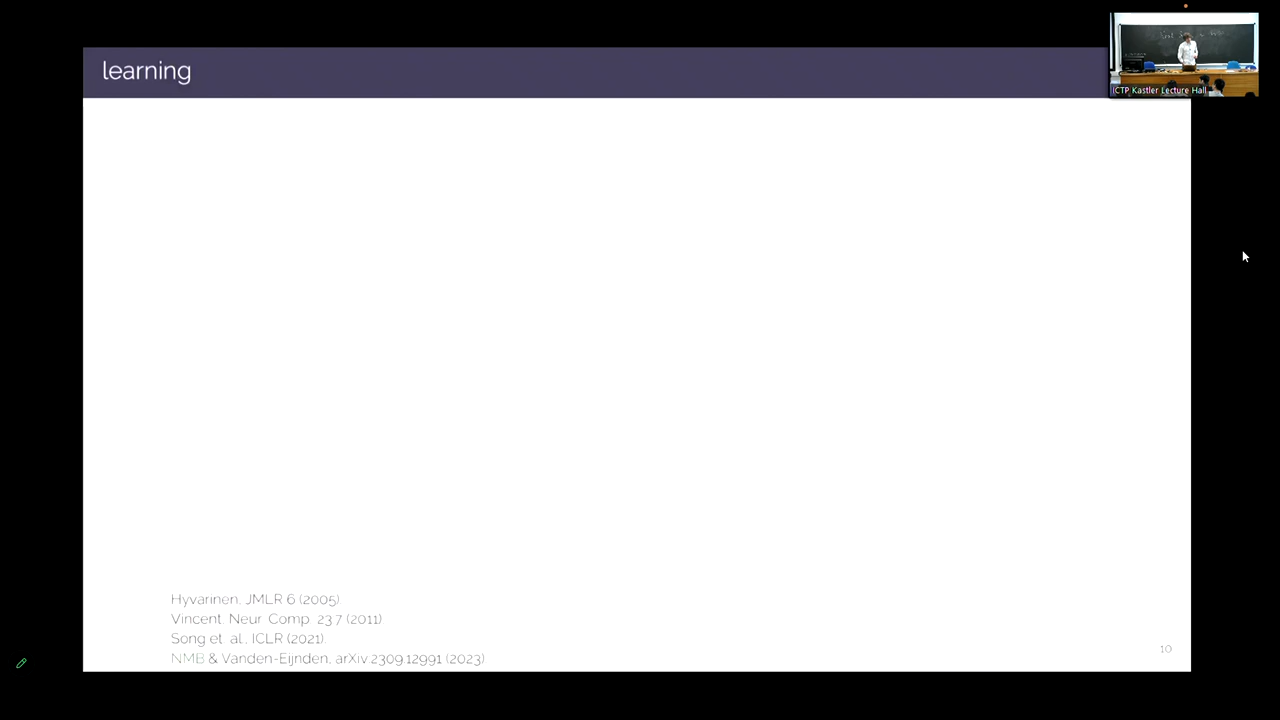 learning
ICTP Kastler Lecture Hall
Hyvarinen, JMLR 6 (2005)
Vincent, Neur. Comp. 23.7 (2011)
Song et. al., ICLR (2021).
NMB & Vanden-Eijnden, arXiv.2309.12991 (2023)
10